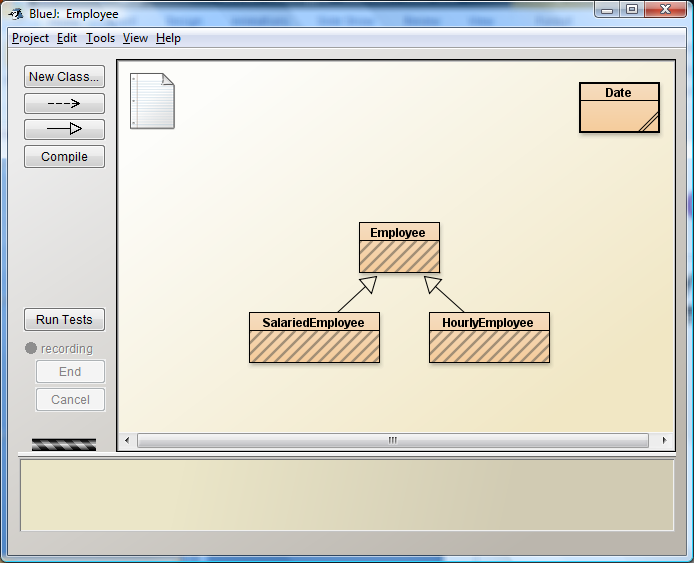 BlueJ: Employee
Project Edit Tools View Help
New Class...
Compile
Date
Employee
SalariedEmployee
HourlyEmployee
Run Tests
recording
End
Cancel